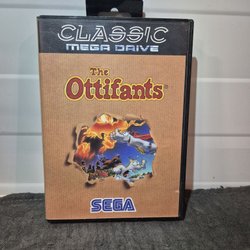 CLASSIC
MEGA DRIVE
The
Ottifants
SEGA